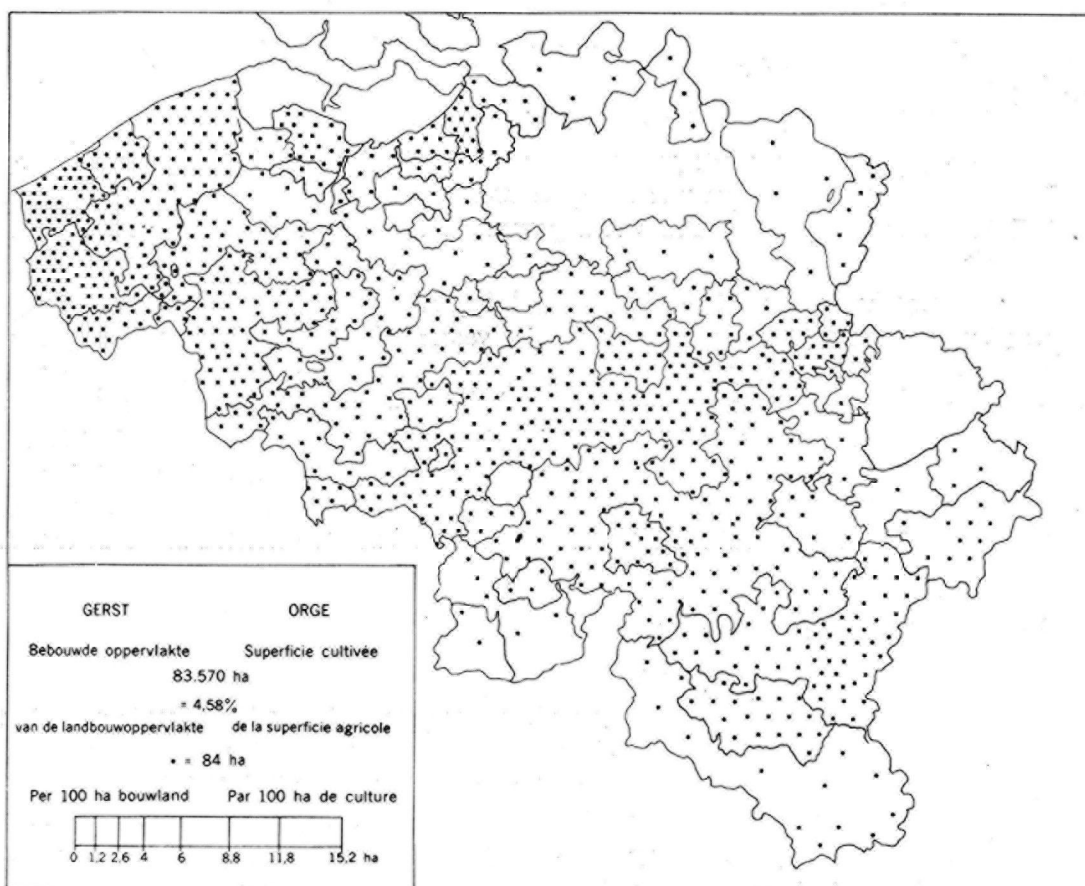 GERST ORGE
Bebouwde oppervlakte Superficie cultivée
83.570 ha
= 4,58%
van de landbouwoppervlakte de la superficie agricole
▪ = 84 ha
Per 100 ha bouwland Par 100 ha de culture
0 1,2 2,6 4 6 8,8 11,8 15,2 ha